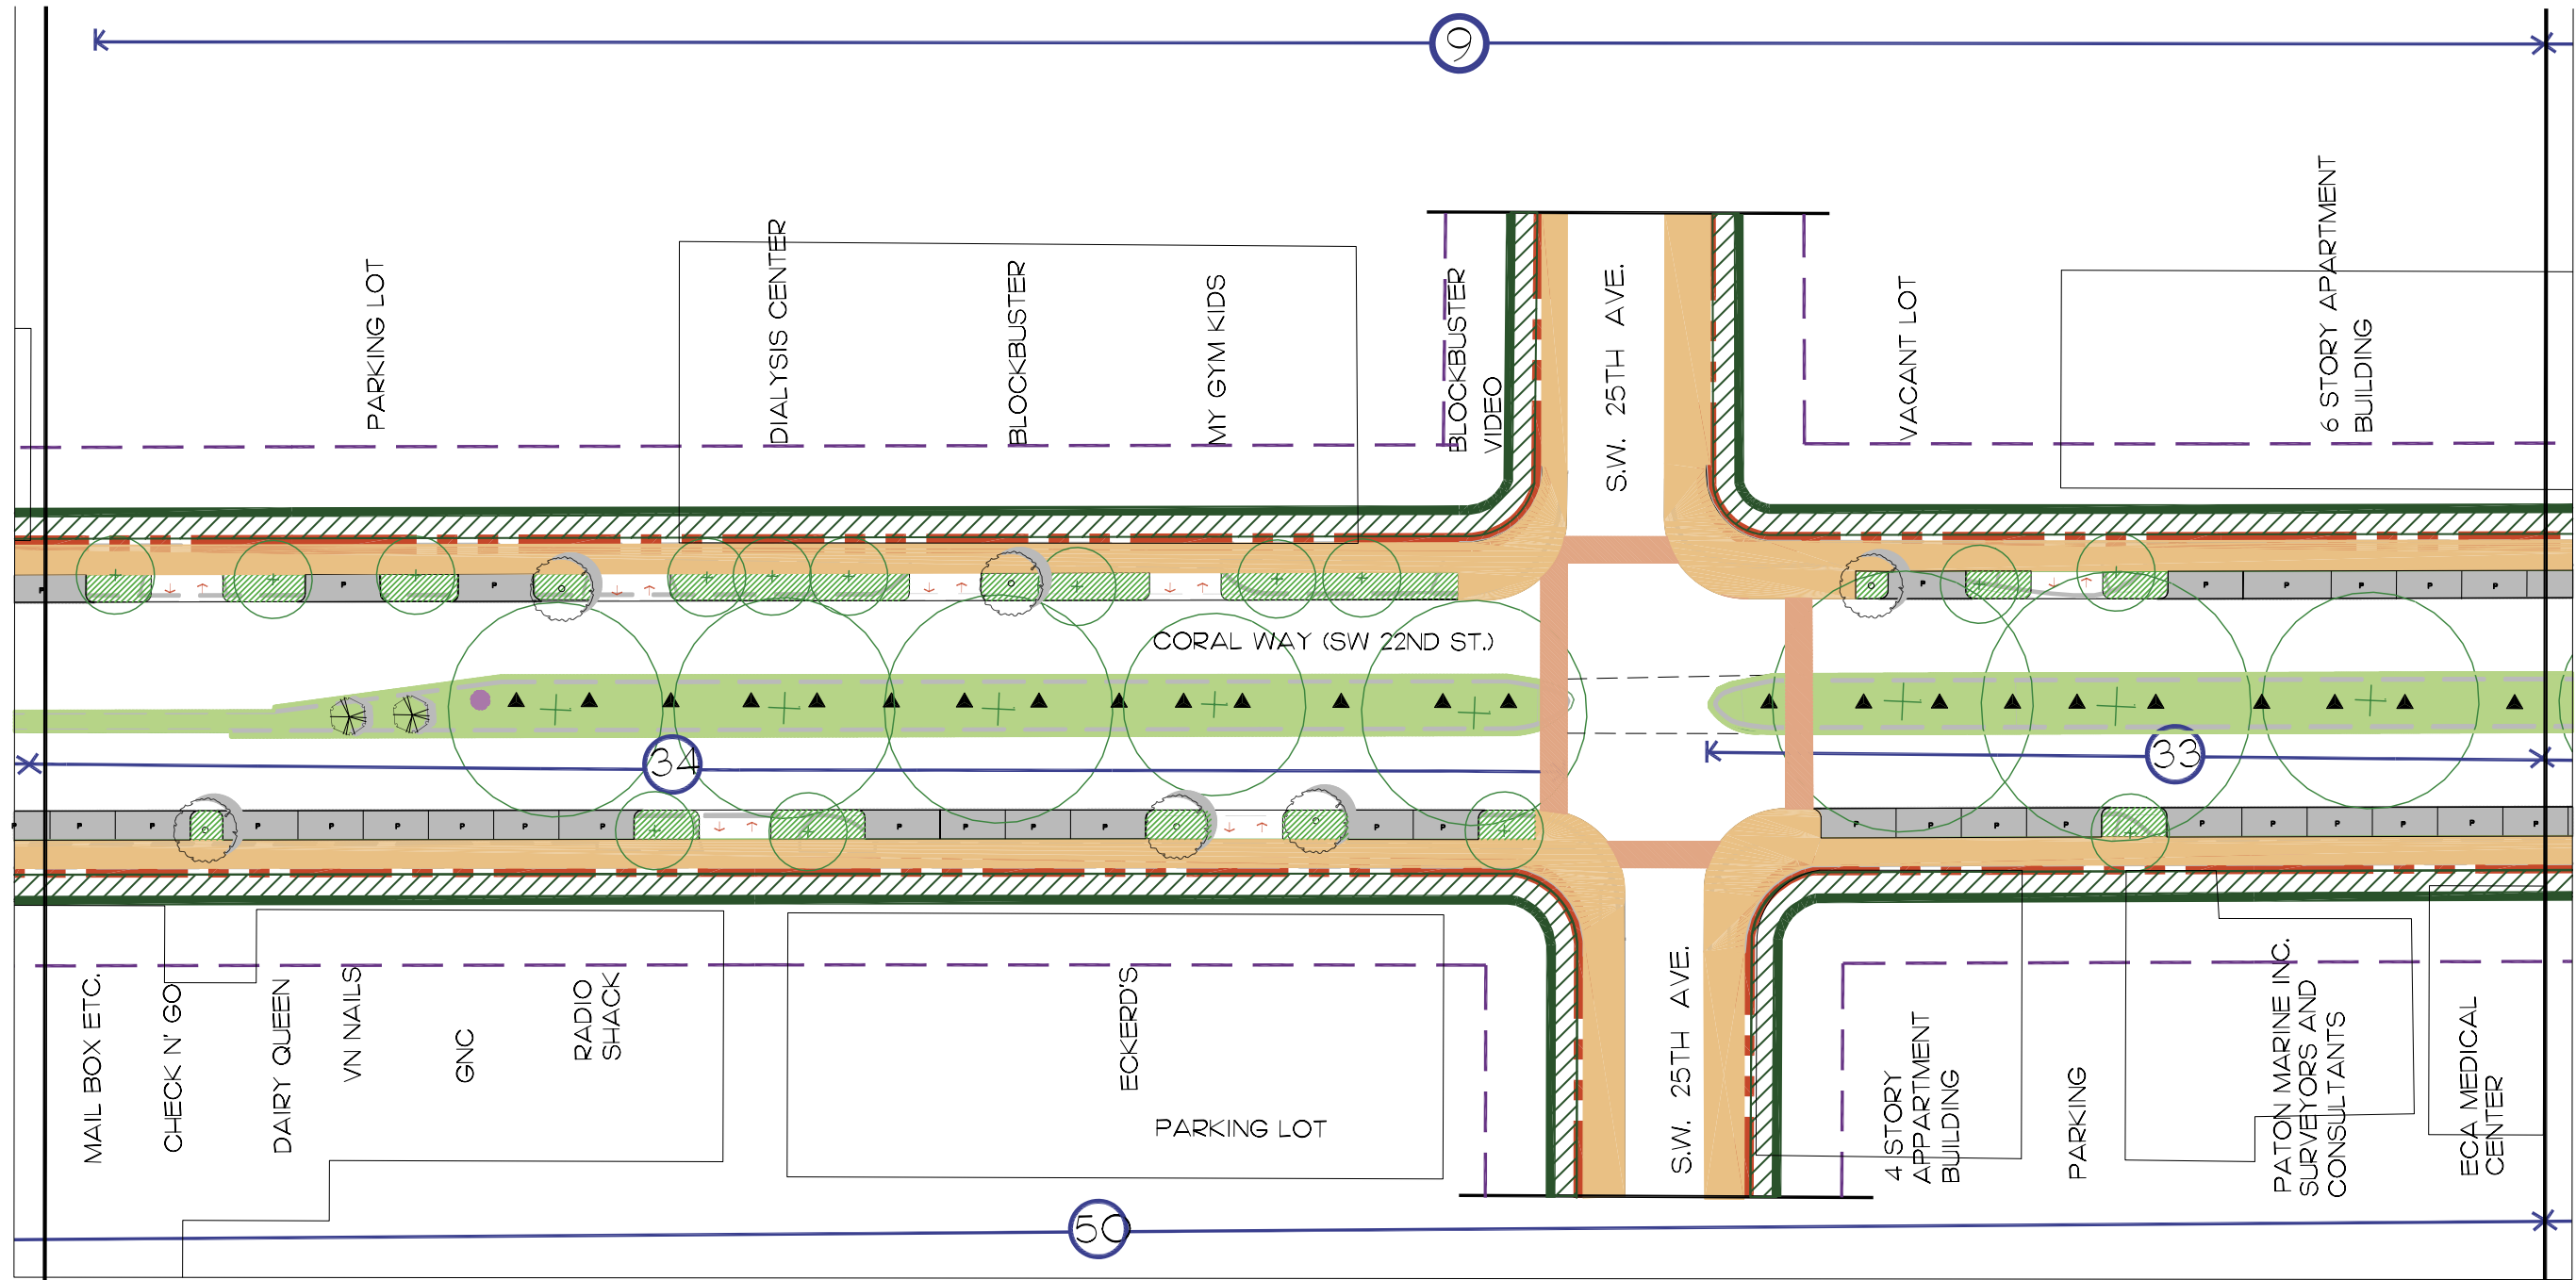 9
PARKING LOT
DIALYSIS CENTER
BLOCKBUSTER
MY GYM KIDS
BLOCKBUSTER
VIDEO
S.W. 25TH AVE.
VACANT LOT
6 STORY APARTMENT
BUILDING
P P P P P P P P P P
CORAL WAY (SW 22ND ST.)
34
33
P P P P P P P P P P P P P P P P P P P P P P P P P
MAIL BOX ETC.
CHECK N' GO
DAIRY QUEEN
VN NAILS
GNC
RADIO
SHACK
ECKERD'S
PARKING LOT
S.W. 25TH AVE.
4 STORY
APPARTMENT
BUILDING
PARKING
PATON MARINE INC.
SURVEYORS AND
CONSULTANTS
ECA MEDICAL
CENTER
50